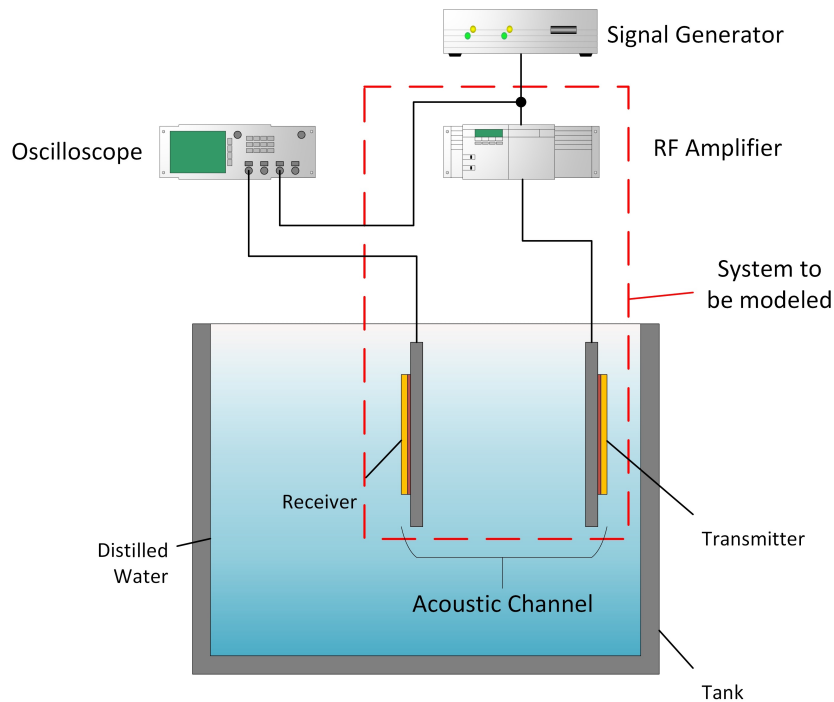 Signal Generator
Oscilloscope
RF Amplifier
System to
be modeled
Receiver
Transmitter
Distilled
Water
Acoustic Channel
Tank